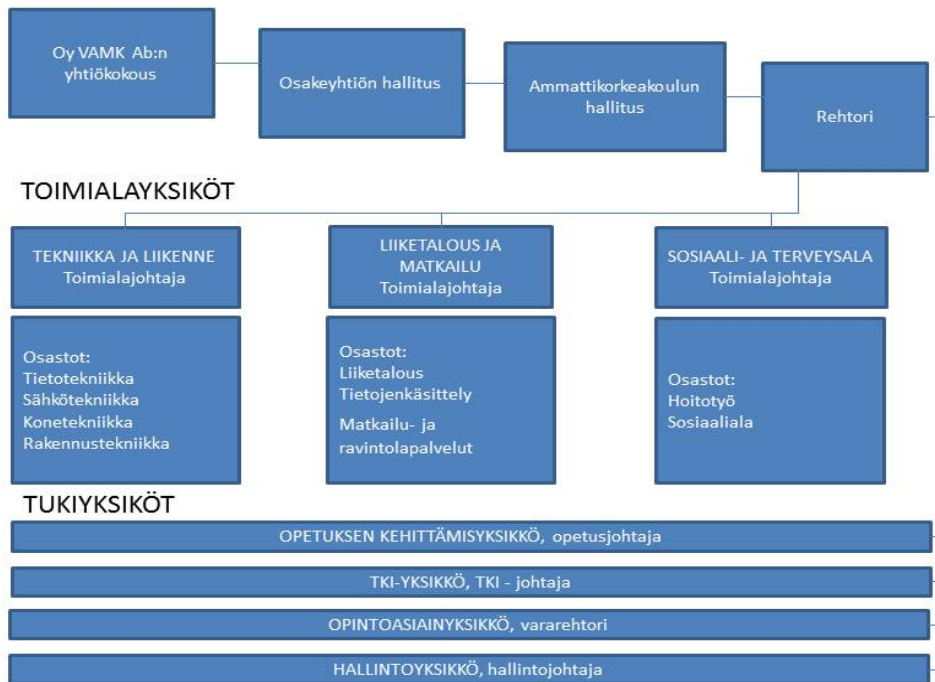 Oy VAMK Ab:n
yhtiökokous
Osakeyhtiön hallitus
Ammattikorkeakoulun
hallitus
Rehtori
TOIMIALAYKSIKÖT
TEKNIIKKA JA LIIKENNE
Toimialajohtaja
LIIKETALOUS JA
MATKAILU
Toimialajohtaja
SOSIAALI- JA TERVEYSALA
Toimialajohtaja
Osastot:
Tietotekniikka
Sähkötekniikka
Konetekniikka
Rakennustekniikka
Osastot:
Liiketalous
Tietojenkäsittely
Matkailu- ja
ravintolapalvelut
Osastot:
Hoitotyö
Sosiaaliala
TUKIYKSIKÖT
OPETUKSEN KEHITTÄMISYKSIKKÖ, opetusjohtaja
TKI-YKSIKKÖ, TKI - johtaja
OPINTOASIAINYKSIKKÖ, vararehtori
HALLINTOYKSIKKÖ, hallintojohtaja